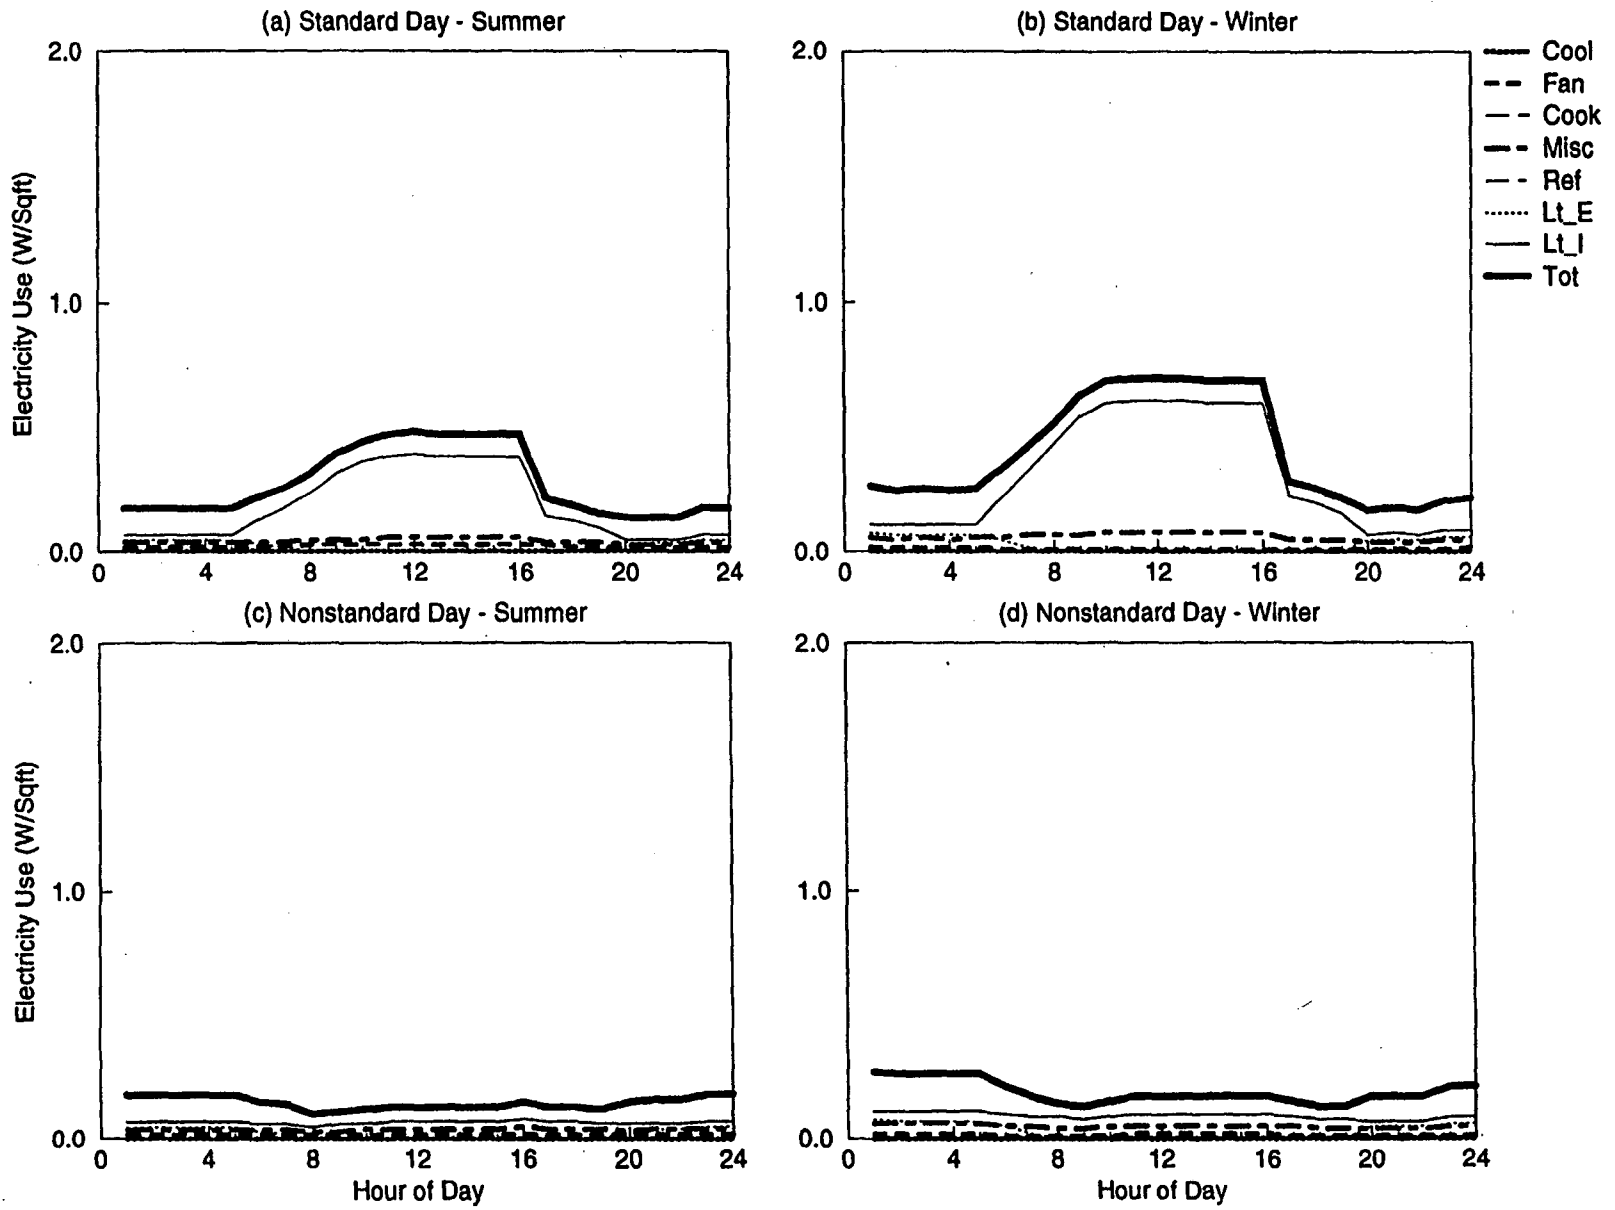 (a) Standard Day - Summer
(b) Standard Day - Winter
Electricity Use (W/Sqft)
2.0
1.0
0.0
0 4 8 12 16 20 24
2.0
1.0
0.0
0 4 8 12 16 20 24
Cool
Fan
Cook
Misc
Ref
Lt_E
Lt_I
Tot
(c) Nonstandard Day - Summer
(d) Nonstandard Day - Winter
Electricity Use (W/Sqft)
2.0
1.0
0.0
0 4 8 12 16 20 24
Hour of Day
2.0
1.0
0.0
0 4 8 12 16 20 24
Hour of Day